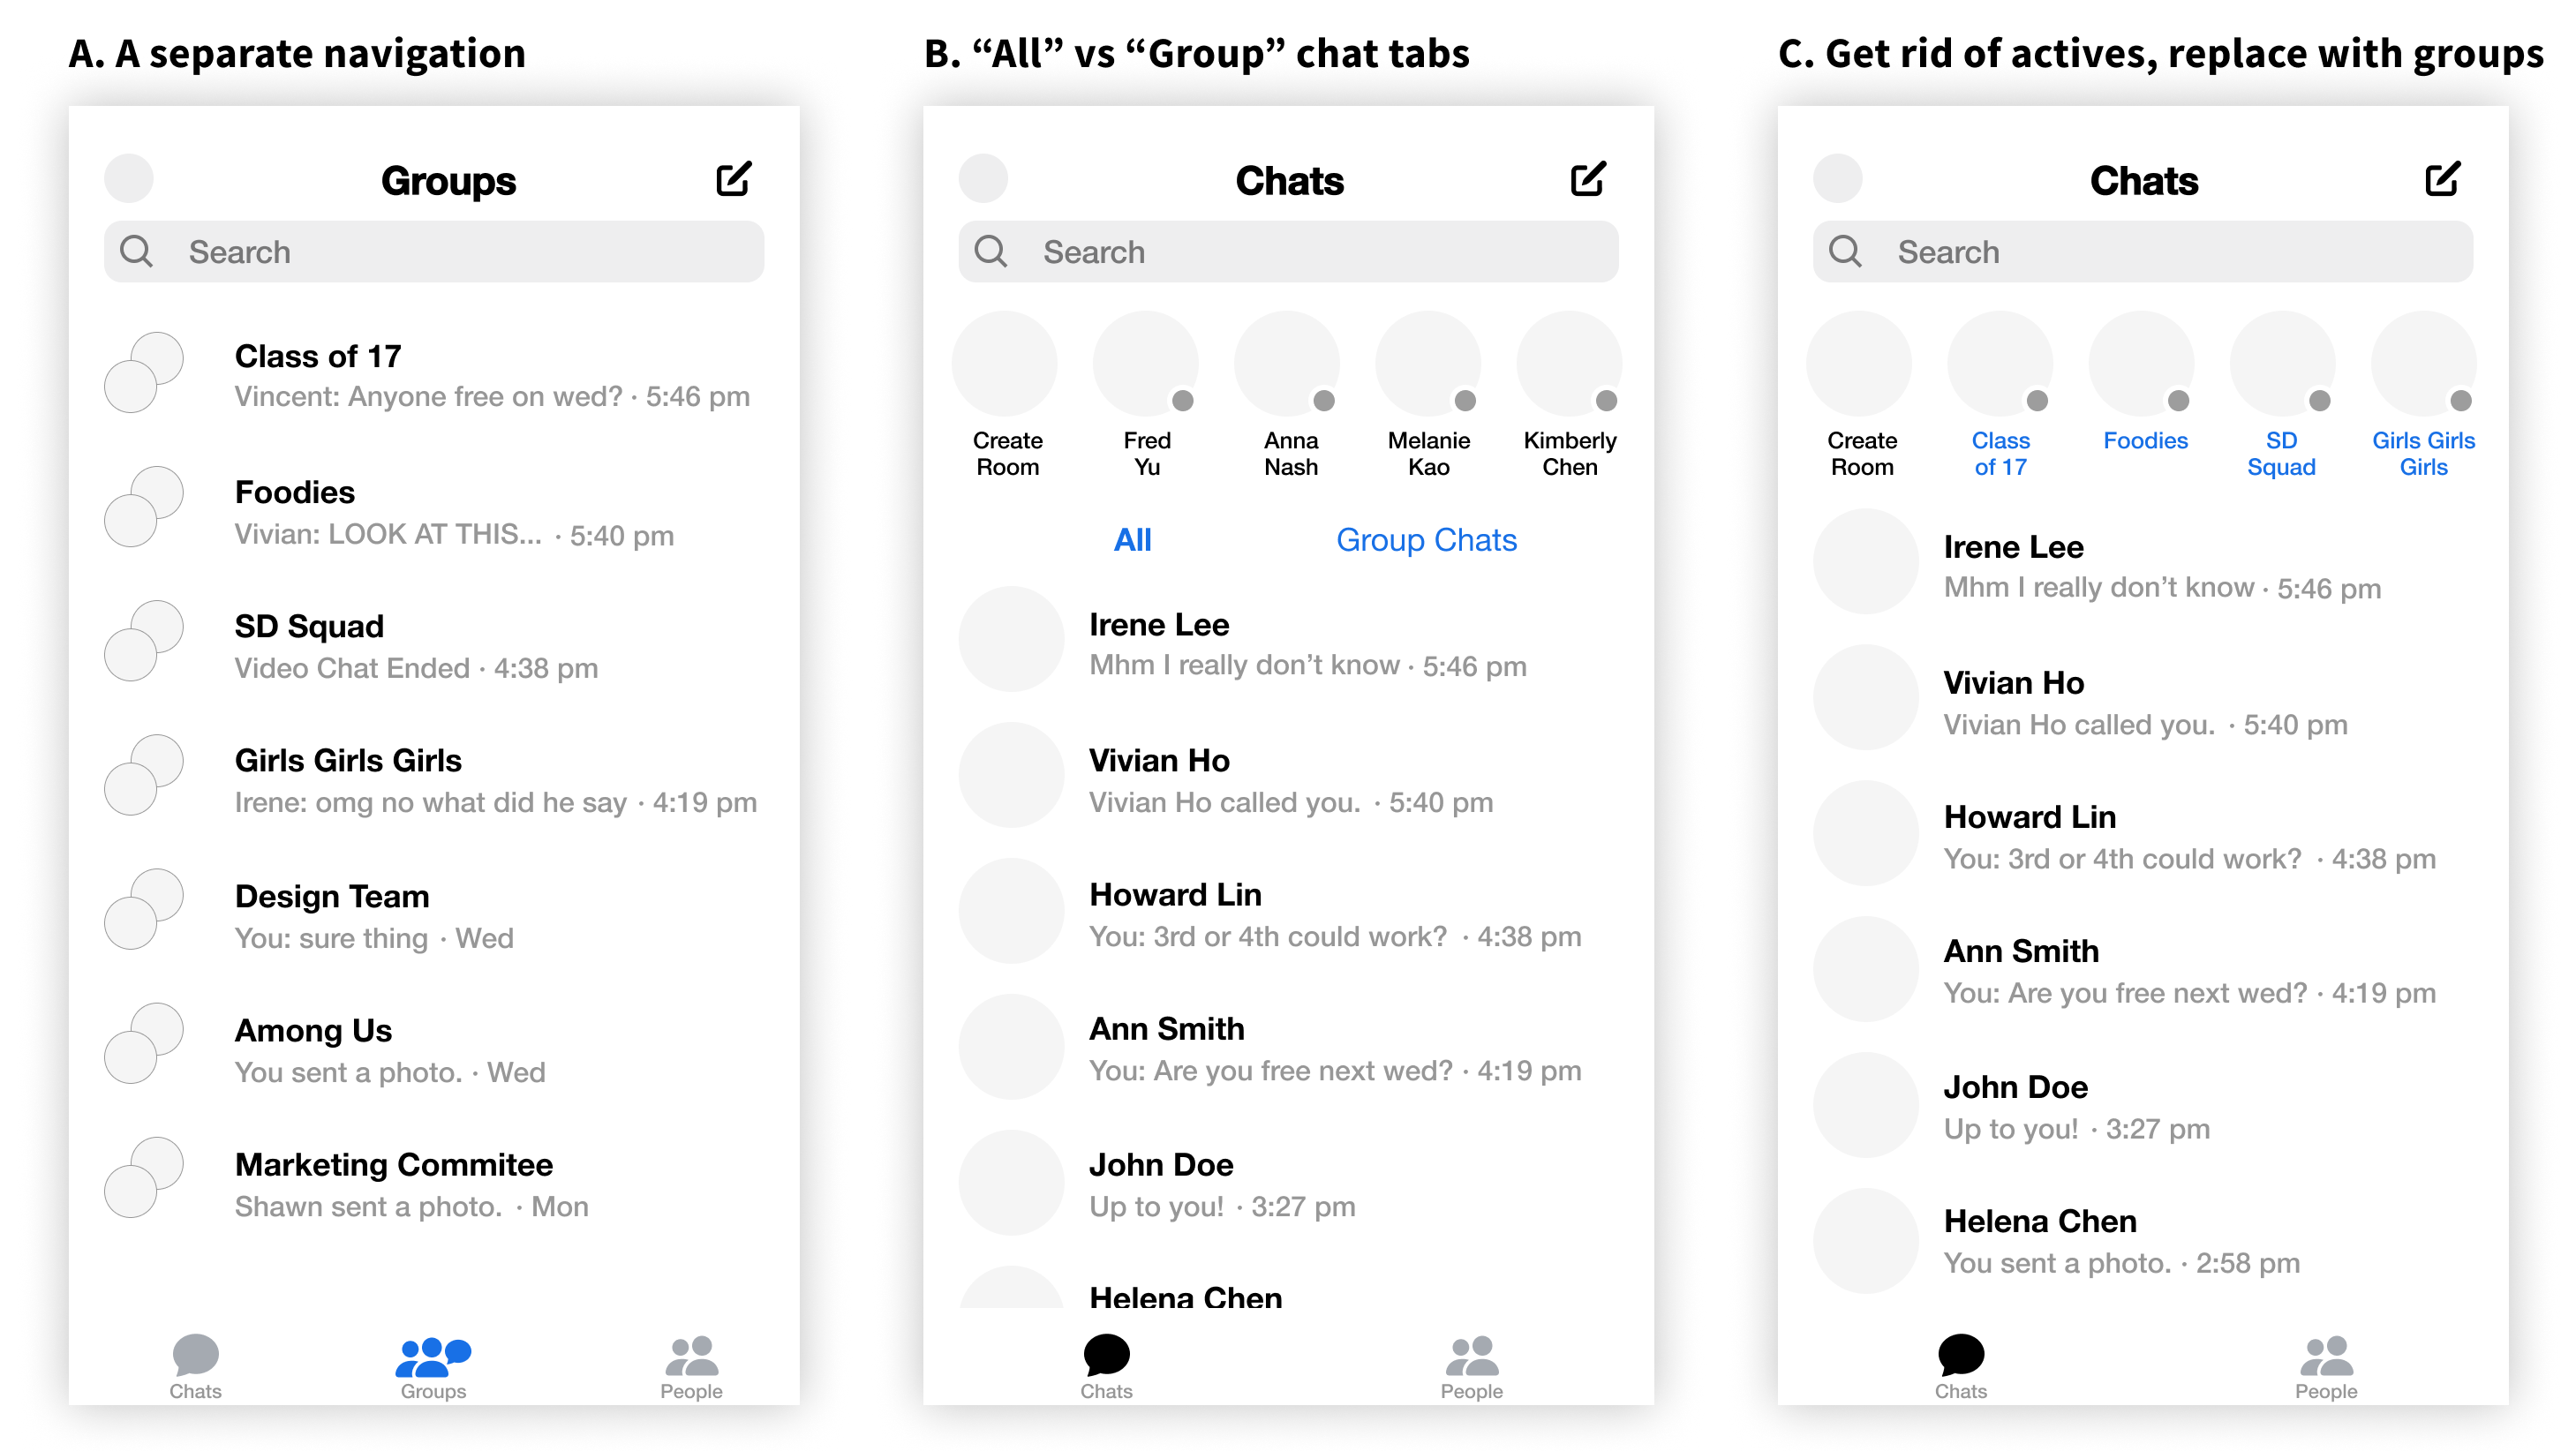 A. A separate navigation
Groups
Search
Class of 17
Vincent: Anyone free on wed? · 5:46 pm
Foodies
Vivian: LOOK AT THIS... · 5:40 pm
SD Squad
Video Chat Ended · 4:38 pm
Girls Girls Girls
Irene: omg no what did he say · 4:19 pm
Design Team
You: sure thing · Wed
Among Us
You sent a photo. · Wed
Marketing Commitee
Shawn sent a photo. · Mon
Chats
Groups
People
B. “All” vs “Group” chat tabs
Chats
Search
Create
Room
Fred
Yu
Anna
Nash
Melanie
Kao
Kimberly
Chen
All
Group Chats
Irene Lee
Mhm I really don’t know · 5:46 pm
Vivian Ho
Vivian Ho called you. · 5:40 pm
Howard Lin
You: 3rd or 4th could work? · 4:38 pm
Ann Smith
You: Are you free next wed? · 4:19 pm
John Doe
Up to you! · 3:27 pm
Helena Chen
Chats
People
C. Get rid of actives, replace with groups
Chats
Search
Create
Room
Class
of 17
Foodies
SD
Squad
Girls Girls
Girls
Irene Lee
Mhm I really don’t know · 5:46 pm
Vivian Ho
Vivian Ho called you. · 5:40 pm
Howard Lin
You: 3rd or 4th could work? · 4:38 pm
Ann Smith
You: Are you free next wed? · 4:19 pm
John Doe
Up to you! · 3:27 pm
Helena Chen
You sent a photo. · 2:58 pm
Chats
People